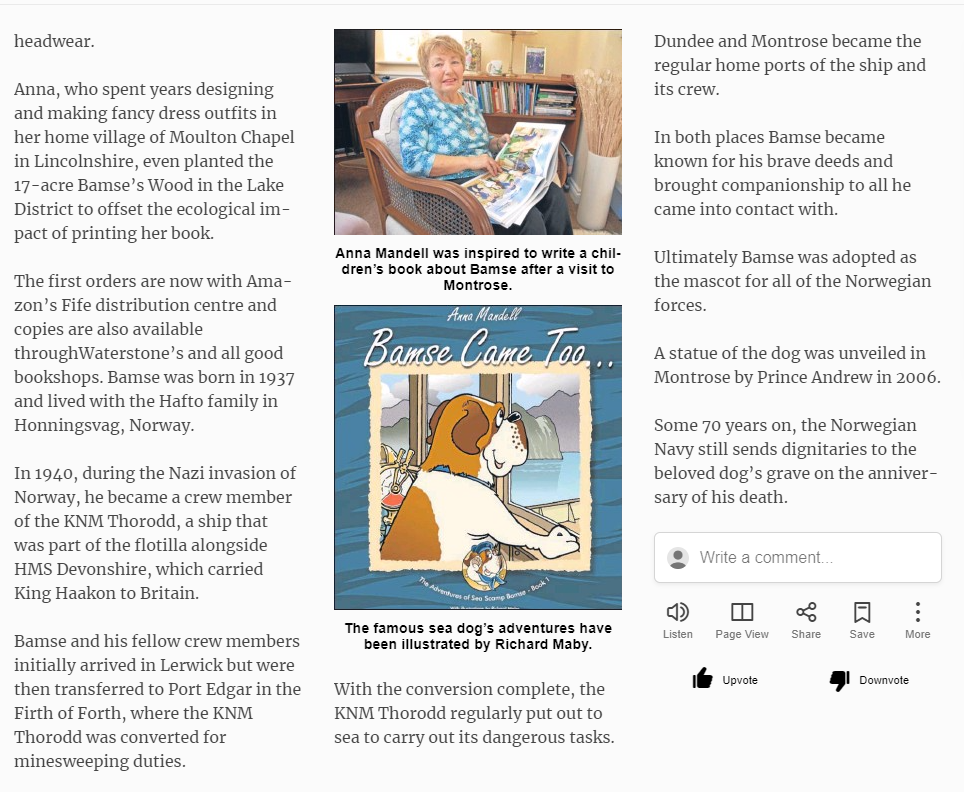 headwear.
Anna, who spent years designing
and making fancy dress outfits in
her home village of Moulton Chapel
in Lincolnshire, even planted the
17-acre Bamse’s Wood in the Lake
District to offset the ecological im-
pact of printing her book.
The first orders are now with Ama-
zon’s Fife distribution centre and
copies are also available
throughWaterstone’s and all good
bookshops. Bamse was born in 1937
and lived with the Hafto family in
Honningsvag, Norway.
In 1940, during the Nazi invasion of
Norway, he became a crew member
of the KNM Thorodd, a ship that
was part of the flotilla alongside
HMS Devonshire, which carried
King Haakon to Britain.
Bamse and his fellow crew members
initially arrived in Lerwick but were
then transferred to Port Edgar in the
Firth of Forth, where the KNM
Thorodd was converted for
minesweeping duties.
Anna Mandell was inspired to write a chil-
dren’s book about Bamse after a visit to
Montrose.
Anna Mandell
Bamse Came Too...
The Adventures of Sea Scamp Bamse - Book 1
With illustrations by Richard Maby
The famous sea dog’s adventures have
been illustrated by Richard Maby.
With the conversion complete, the
KNM Thorodd regularly put out to
sea to carry out its dangerous tasks.
Dundee and Montrose became the
regular home ports of the ship and
its crew.
In both places Bamse became
known for his brave deeds and
brought companionship to all he
came into contact with.
Ultimately Bamse was adopted as
the mascot for all of the Norwegian
forces.
A statue of the dog was unveiled in
Montrose by Prince Andrew in 2006.
Some 70 years on, the Norwegian
Navy still sends dignitaries to the
beloved dog’s grave on the anniver-
sary of his death.
Write a comment...
Listen Page View Share Save More
Upvote Downvote